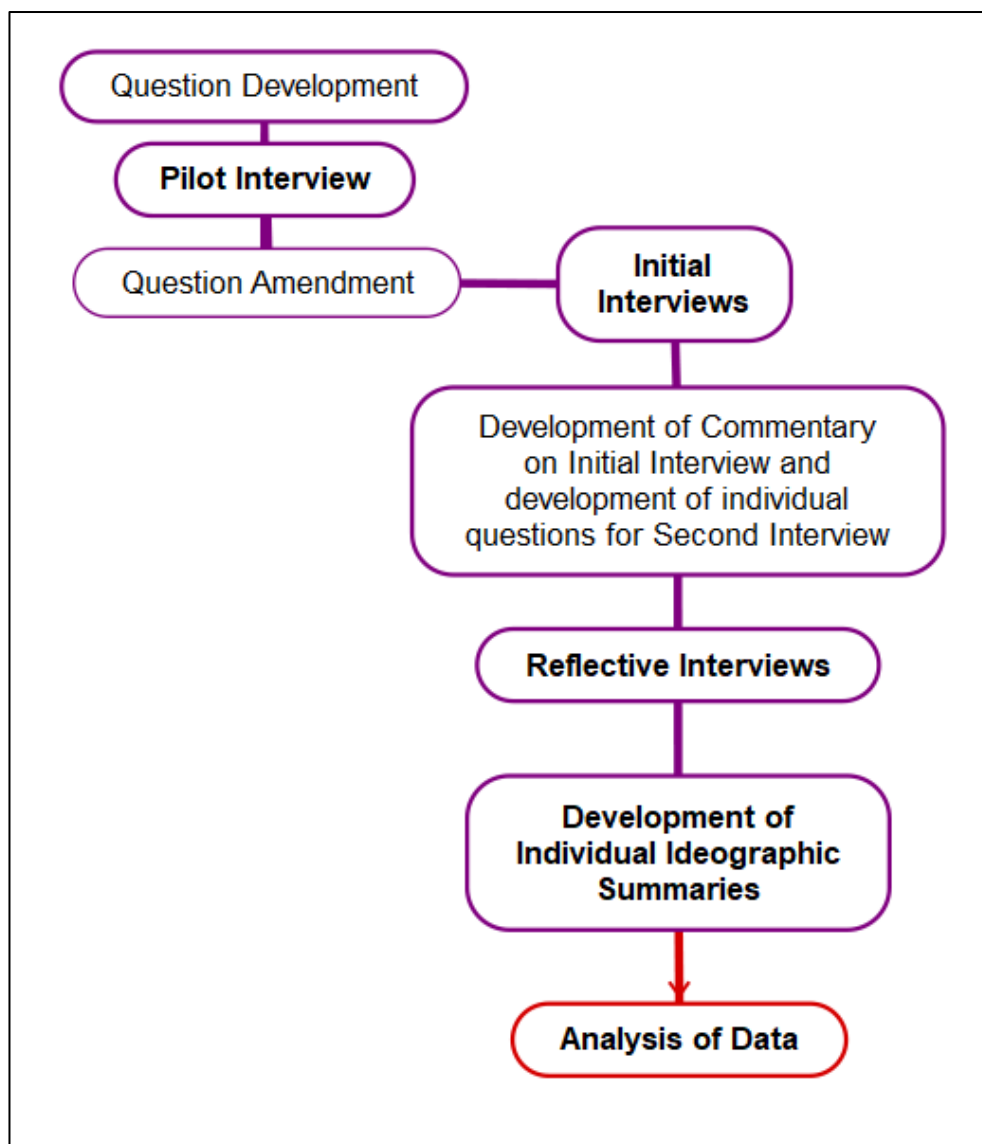 Question Development
Pilot Interview
Question Amendment
Initial
Interviews
Development of Commentary
on Initial Interview and
development of individual
questions for Second Interview
Reflective Interviews
Development of
Individual Ideographic
Summaries
Analysis of Data